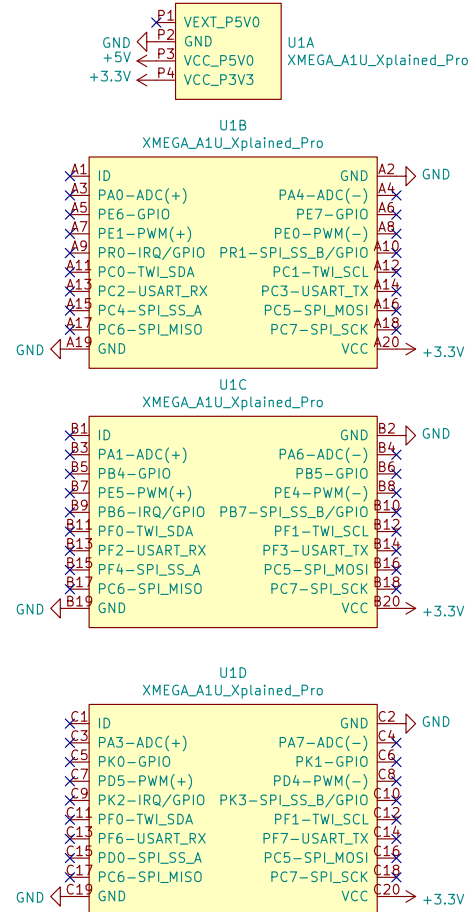 P1 VEXT_P5V0
GND P2 GND U1A
+5V P3 VCC_P5V0 XMEGA_A1U_Xplained_Pro
+3.3V P4 VCC_P3V3
U1B
XMEGA_A1U_Xplained_Pro
A1 ID GND A2 GND
A3 PA0-ADC(+) PA4-ADC(-) A4
A5 PE6-GPIO PE7-GPIO A6
A7 PE1-PWM(+) PE0-PWM(-) A8
A9 PR0-IRQ/GPIO PR1-SPI_SS_B/GPIO A10
A11 PC0-TWI_SDA PC1-TWI_SCL A12
A13 PC2-USART_RX PC3-USART_TX A14
A15 PC4-SPI_SS_A PC5-SPI_MOSI A16
A17 PC6-SPI_MISO PC7-SPI_SCK A18
GND A19 GND VCC A20 +3.3V
U1C
XMEGA_A1U_Xplained_Pro
B1 ID GND B2 GND
B3 PA1-ADC(+) PA6-ADC(-) B4
B5 PB4-GPIO PB5-GPIO B6
B7 PE5-PWM(+) PE4-PWM(-) B8
B9 PB6-IRQ/GPIO PB7-SPI_SS_B/GPIO B10
B11 PF0-TWI_SDA PF1-TWI_SCL B12
B13 PF2-USART_RX PF3-USART_TX B14
B15 PF4-SPI_SS_A PC5-SPI_MOSI B16
B17 PC6-SPI_MISO PC7-SPI_SCK B18
GND B19 GND VCC B20 +3.3V
U1D
XMEGA_A1U_Xplained_Pro
C1 ID GND C2 GND
C3 PA3-ADC(+) PA7-ADC(-) C4
C5 PK0-GPIO PK1-GPIO C6
C7 PD5-PWM(+) PD4-PWM(-) C8
C9 PK2-IRQ/GPIO PK3-SPI_SS_B/GPIO C10
C11 PF0-TWI_SDA PF1-TWI_SCL C12
C13 PF6-USART_RX PF7-USART_TX C14
C15 PD0-SPI_SS_A PC5-SPI_MOSI C16
C17 PC6-SPI_MISO PC7-SPI_SCK C18
GND C19 GND VCC C20 +3.3V